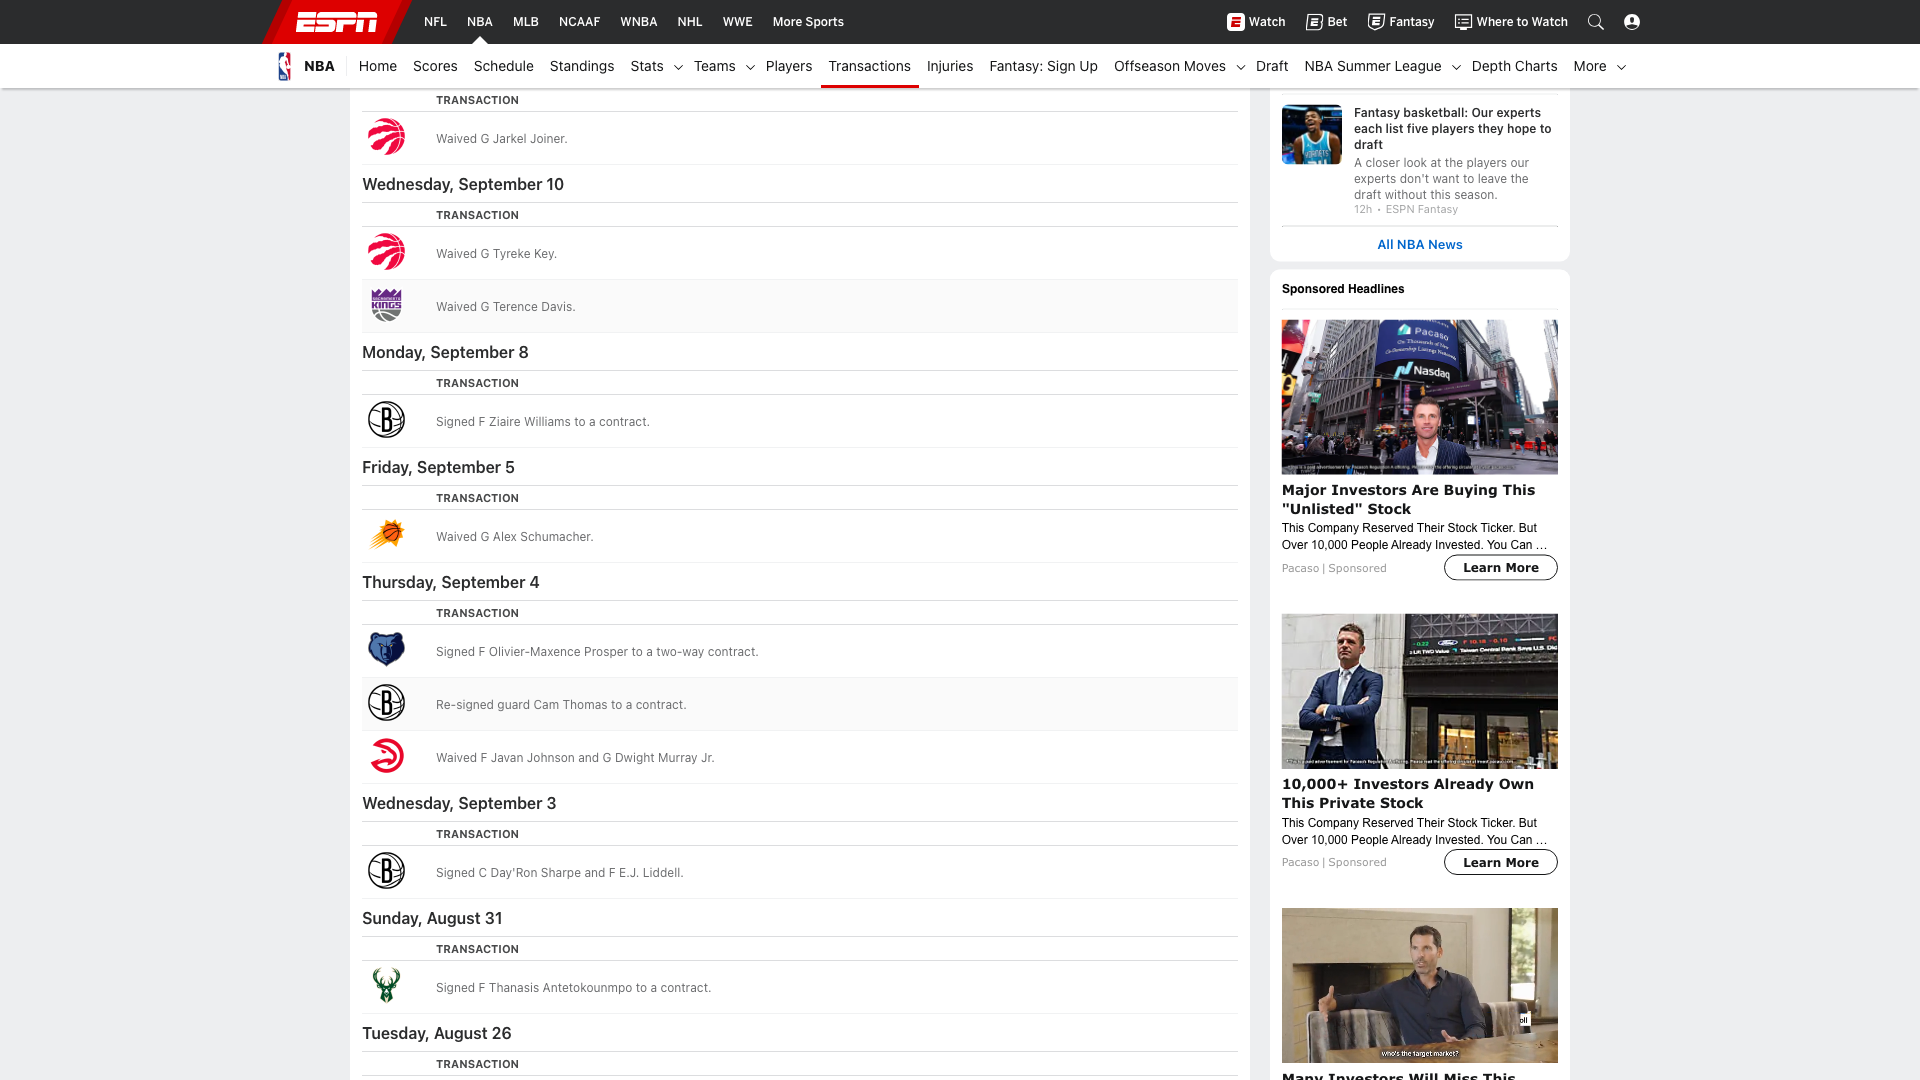 ESPN NFL NBA MLB NCAAF WNBA NHL WWE More Sports Watch Bet Fantasy Where to Watch
NBA Home Scores Schedule Standings Stats Teams Players Transactions Injuries Fantasy: Sign Up Offseason Moves Draft NBA Summer League Depth Charts More
TRANSACTION
Waived G Jarkel Joiner.
Wednesday, September 10
TRANSACTION
Waived G Tyreke Key.
KINGS
Waived G Terence Davis.
Monday, September 8
TRANSACTION
B
Signed F Ziaire Williams to a contract.
Friday, September 5
TRANSACTION
Waived G Alex Schumacher.
Thursday, September 4
TRANSACTION
Signed F Olivier-Maxence Prosper to a two-way contract.
B
Re-signed guard Cam Thomas to a contract.
Waived F Javan Johnson and G Dwight Murray Jr.
Wednesday, September 3
TRANSACTION
B
Signed C Day'Ron Sharpe and F E.J. Liddell.
Sunday, August 31
TRANSACTION
Signed F Thanasis Antetokounmpo to a contract.
Tuesday, August 26
TRANSACTION
Fantasy basketball: Our experts
each list five players they hope to
draft
A closer look at the players our
experts don't want to leave the
draft without this season.
12h • ESPN Fantasy
All NBA News
Sponsored Headlines
Pacaso
Nasdaq
Major Investors Are Buying This
"Unlisted" Stock
This Company Reserved Their Stock Ticker. But
Over 10,000 People Already Invested. You Can ...
Pacaso | Sponsored
Learn More
10,000+ Investors Already Own
This Private Stock
This Company Reserved Their Stock Ticker. But
Over 10,000 People Already Invested. You Can ...
Pacaso | Sponsored
Learn More
Who's the target market?
Many Investors Will Miss This